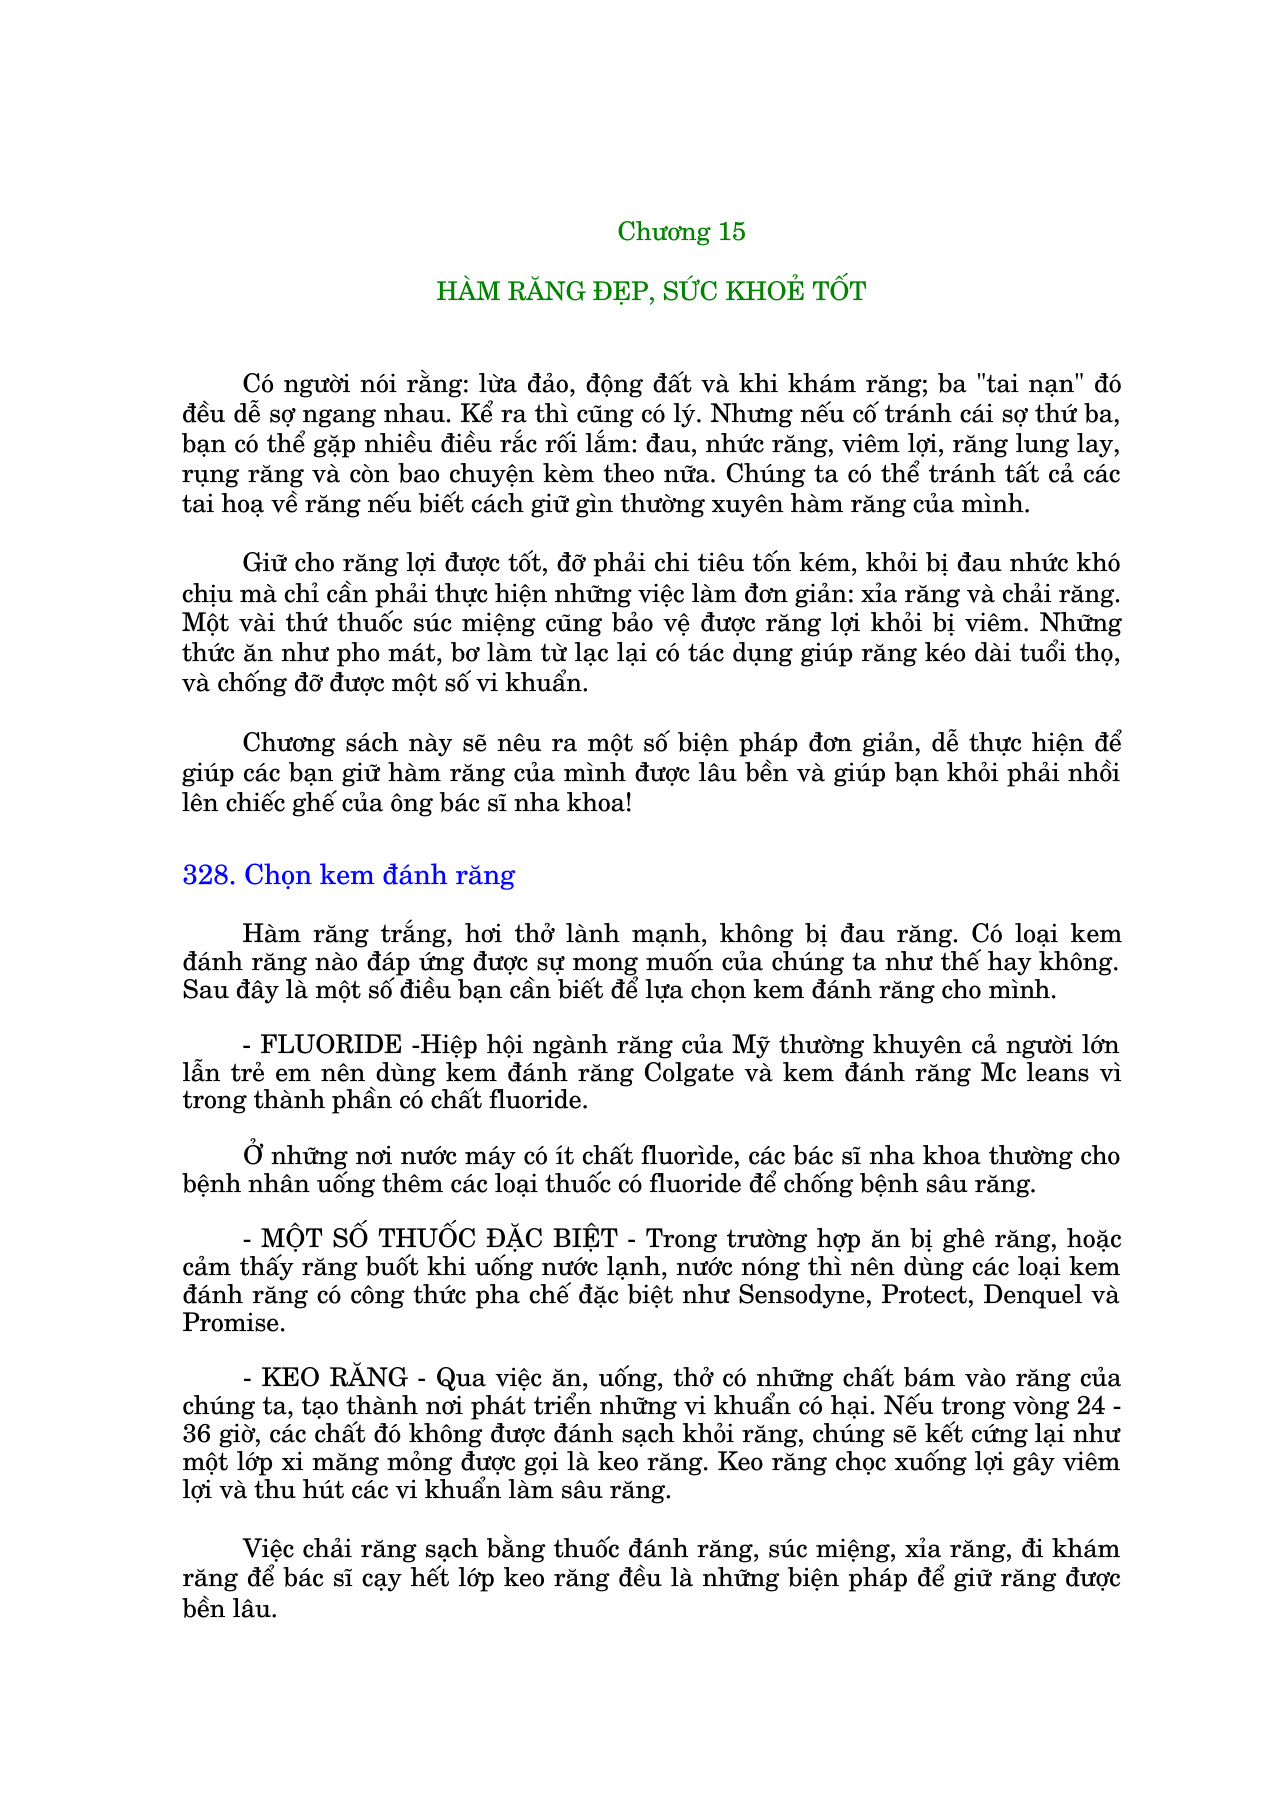 Chương 15
HÀM RĂNG ĐẸP, SỨC KHOẺ TỐT
Có người nói rằng: lừa đảo, động đất và khi khám răng; ba "tai nạn" đó
đều dễ sợ ngang nhau. Kể ra thì cũng có lý. Nhưng nếu cố tránh cái sợ thứ ba,
bạn có thể gặp nhiều điều rắc rối lắm: đau, nhức răng, viêm lợi, răng lung lay,
rụng răng và còn bao chuyện kèm theo nữa. Chúng ta có thể tránh tất cả các
tai hoạ về răng nếu biết cách giữ gìn thường xuyên hàm răng của mình.
Giữ cho răng lợi được tốt, đỡ phải chi tiêu tốn kém, khỏi bị đau nhức khó
chịu mà chỉ cần phải thực hiện những việc làm đơn giản: xỉa răng và chải răng.
Một vài thứ thuốc súc miệng cũng bảo vệ được răng lợi khỏi bị viêm. Những
thức ăn như pho mát, bơ làm từ lạc lại có tác dụng giúp răng kéo dài tuổi thọ,
và chống đỡ được một số vi khuẩn.
Chương sách này sẽ nêu ra một số biện pháp đơn giản, dễ thực hiện để
giúp các bạn giữ hàm răng của mình được lâu bền và giúp bạn khỏi phải nhồi
lên chiếc ghế của ông bác sĩ nha khoa!
328. Chọn kem đánh răng
Hàm răng trắng, hơi thở lành mạnh, không bị đau răng. Có loại kem
đánh răng nào đáp ứng được sự mong muốn của chúng ta như thế hay không.
Sau đây là một số điều bạn cần biết để lựa chọn kem đánh răng cho mình.
- FLUORIDE -Hiệp hội ngành răng của Mỹ thường khuyên cả người lớn
lẫn trẻ em nên dùng kem đánh răng Colgate và kem đánh răng Mc leans vì
trong thành phần có chất fluoride.
Ở những nơi nước máy có ít chất fluorìde, các bác sĩ nha khoa thường cho
bệnh nhân uống thêm các loại thuốc có fluoride để chống bệnh sâu răng.
- MỘT SỐ THUỐC ĐẶC BIỆT - Trong trường hợp ăn bị ghê răng, hoặc
cảm thấy răng buốt khi uống nước lạnh, nước nóng thì nên dùng các loại kem
đánh răng có công thức pha chế đặc biệt như Sensodyne, Protect, Denquel và
Promise.
- KEO RĂNG - Qua việc ăn, uống, thở có những chất bám vào răng của
chúng ta, tạo thành nơi phát triển những vi khuẩn có hại. Nếu trong vòng 24 -
36 giờ, các chất đó không được đánh sạch khỏi răng, chúng sẽ kết cứng lại như
một lớp xi măng mỏng được gọi là keo răng. Keo răng chọc xuống lợi gây viêm
lợi và thu hút các vi khuẩn làm sâu răng.
Việc chải răng sạch bằng thuốc đánh răng, súc miệng, xỉa răng, đi khám
răng để bác sĩ cạy hết lớp keo răng đều là những biện pháp để giữ răng được
bền lâu.